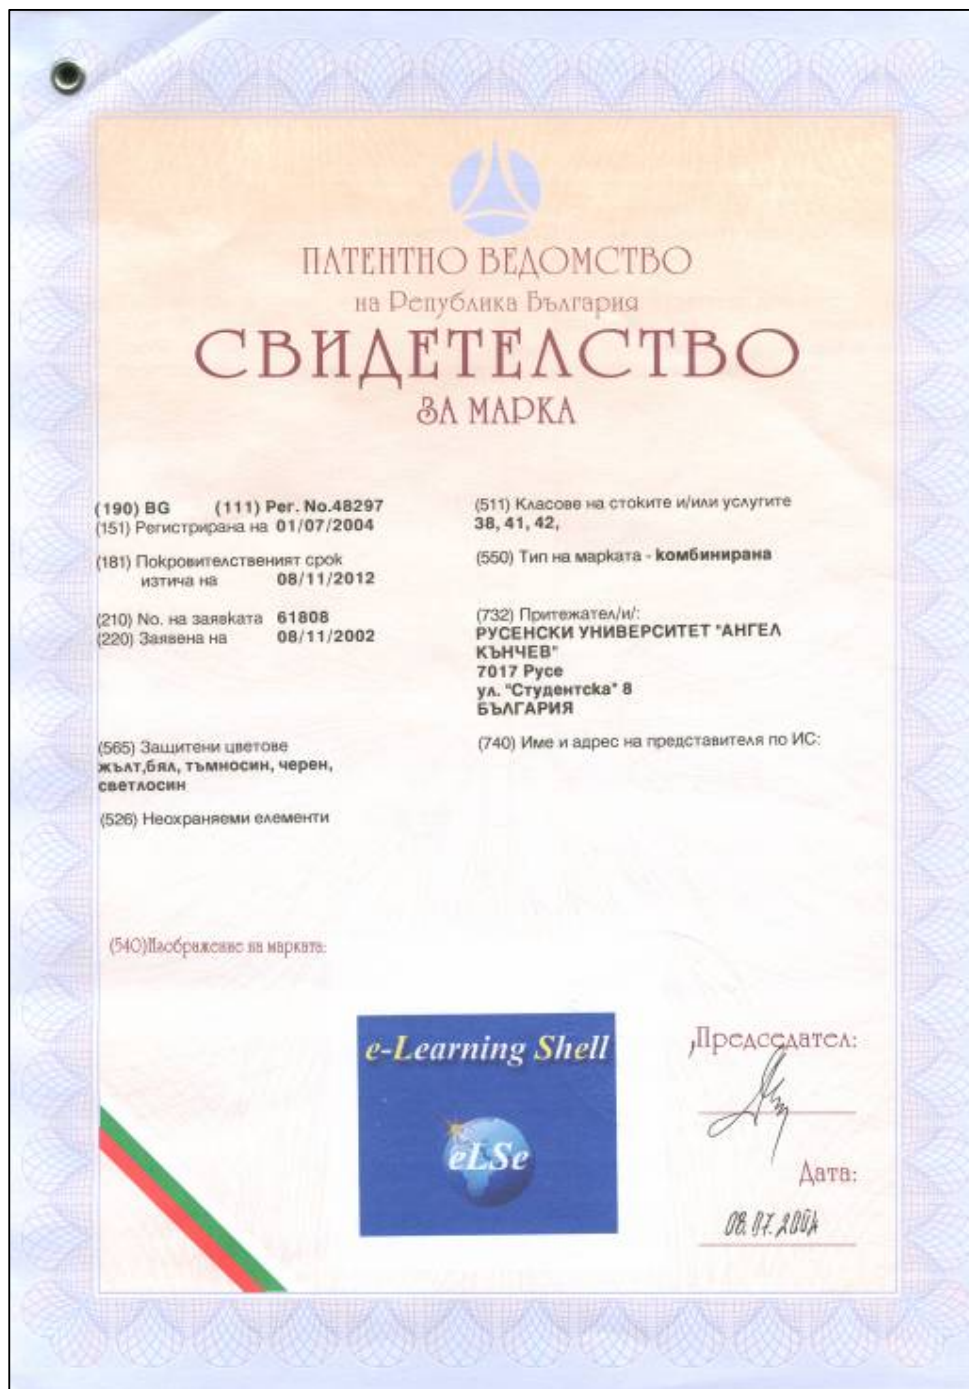 ПАТЕНТНО ВЕДОМСТВО
на Република България
СВИДЕТЕЛСТВО
ЗА МАРКА
(190) BG (111) Рег. No.48297
(151) Регистрирана на 01/07/2004
(181) Покровителственият срок
изтича на 08/11/2012
(210) No. на заявката 61808
(220) Заявена на 08/11/2002
(565) Защитени цветове
жълт,бял, тъмносин, черен,
светлосин
(526) Неохраняеми елементи
(511) Класове на стоките и/или услугите
38, 41, 42,
(550) Тип на марката - комбинирана
(732) Притежател/и/:
РУСЕНСКИ УНИВЕРСИТЕТ "АНГЕЛ
КЪНЧЕВ"
7017 Русе
ул. "Студентска" 8
БЪЛГАРИЯ
(740) Име и адрес на представителя по ИС:
(540)Изображение на марката:
e-Learning Shell
eLSe
Председател:
Дата:
08.07.2004